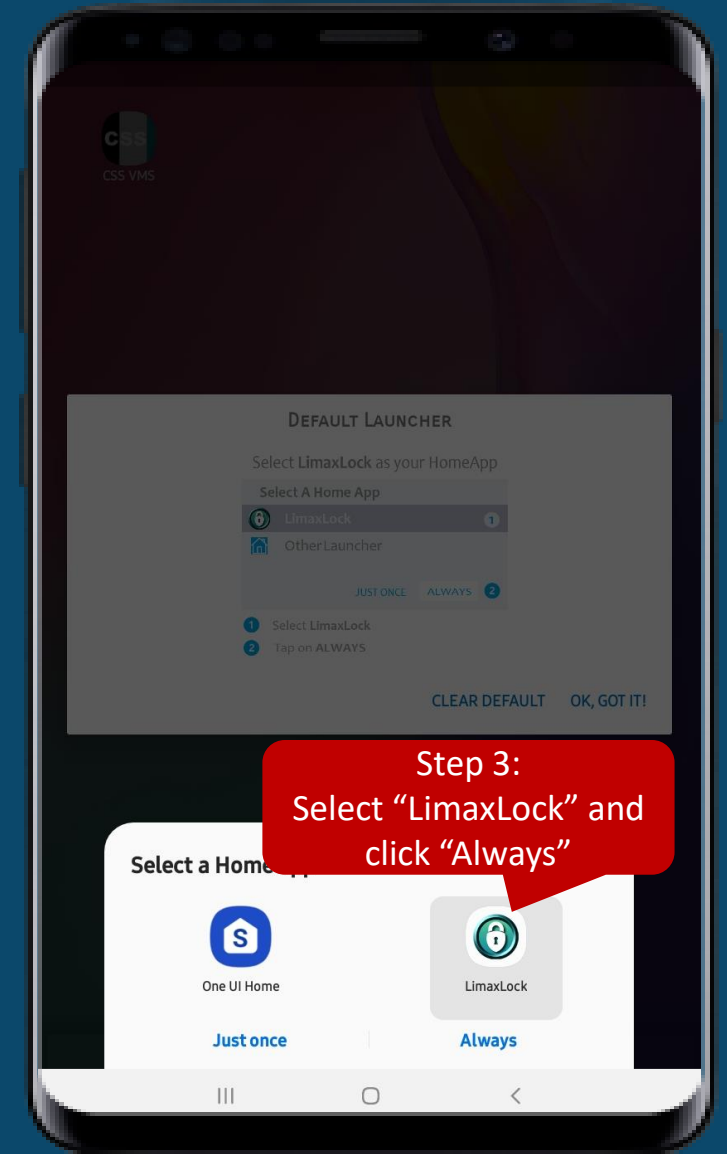 CSS
CSS VMS
DEFAULT LAUNCHER
Select LimaxLock as your HomeApp
Select A Home App
LimaxLock 1
OtherLauncher
JUST ONCE ALWAYS 2
1 Select LimaxLock
2 Tap on ALWAYS
CLEAR DEFAULT OK, GOT IT!
Step 3:
Select “LimaxLock” and
click “Always”
Select a Home
S
One UI Home LimaxLock
Just once Always